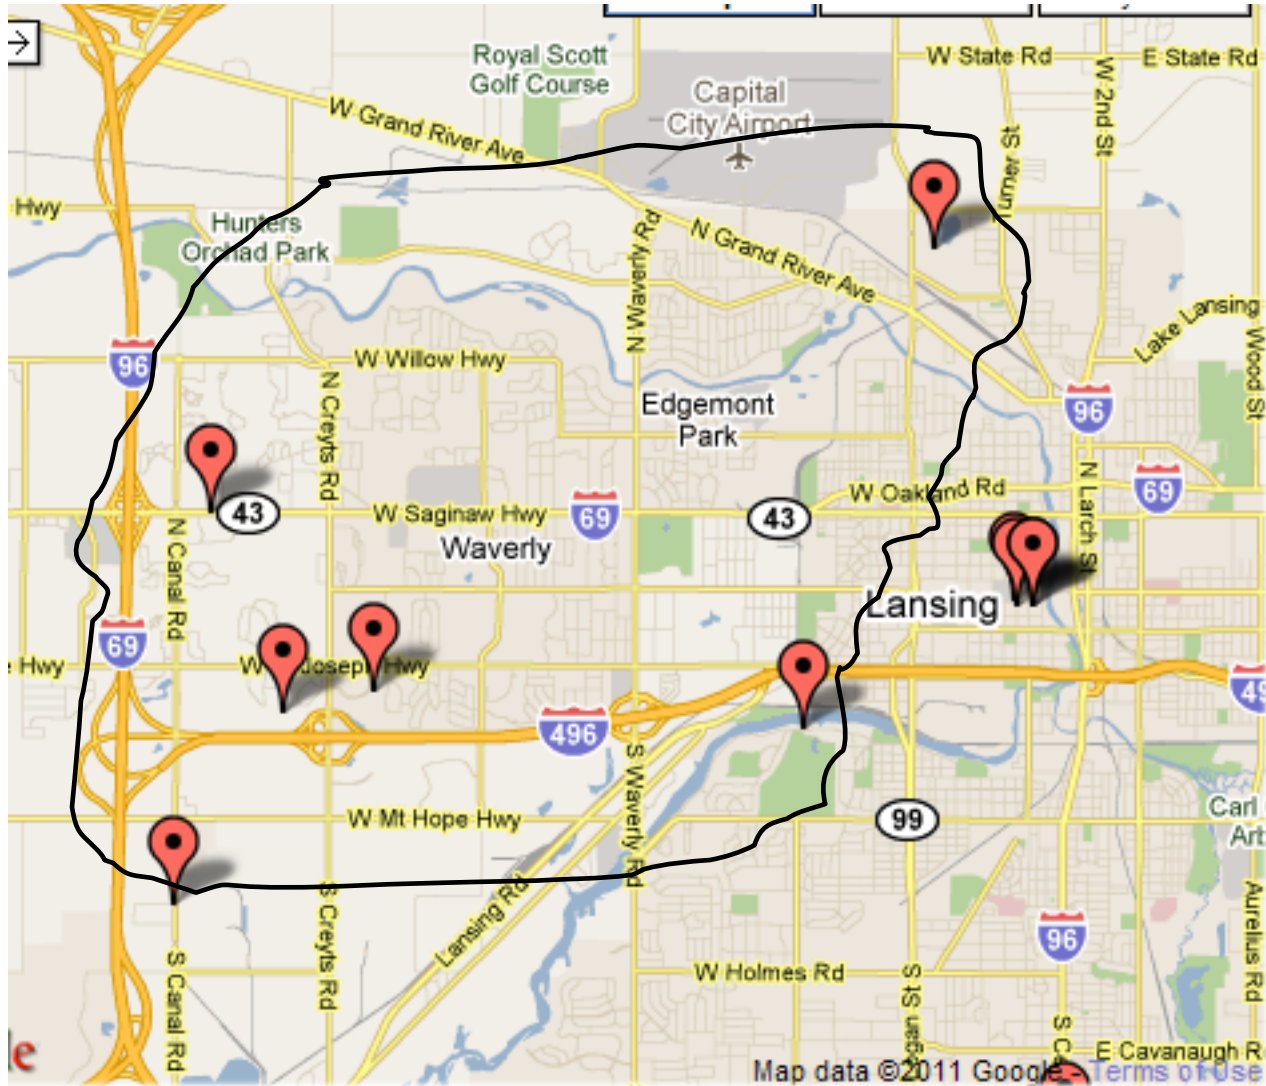 Royal Scott
Golf Course
W State Rd
E State Rd
Capital
City Airport
W 2nd St
W Grand River Ave
Turner St
Hwy
Hunters
Orchad Park
N Waverly Rd
N Grand River Ave
Lake Lansing
Wood St
96
W Willow Hwy
N Creyts Rd
Edgemont
Park
96
43
W Saginaw Hwy
69
43
W Oakland Rd
N Larch St
69
Waverly
N Canal Rd
Lansing
69
Hwy
W Joseph Hwy
496
49
S Waverly Rd
W Mt Hope Hwy
99
Carl
Art
Lansing Rd
S Creyts Rd
96
Aurelius Rd
S Canal Rd
W Holmes Rd
S
E Cavanaugh R
le
Map data ©2011 Google - Terms of Use